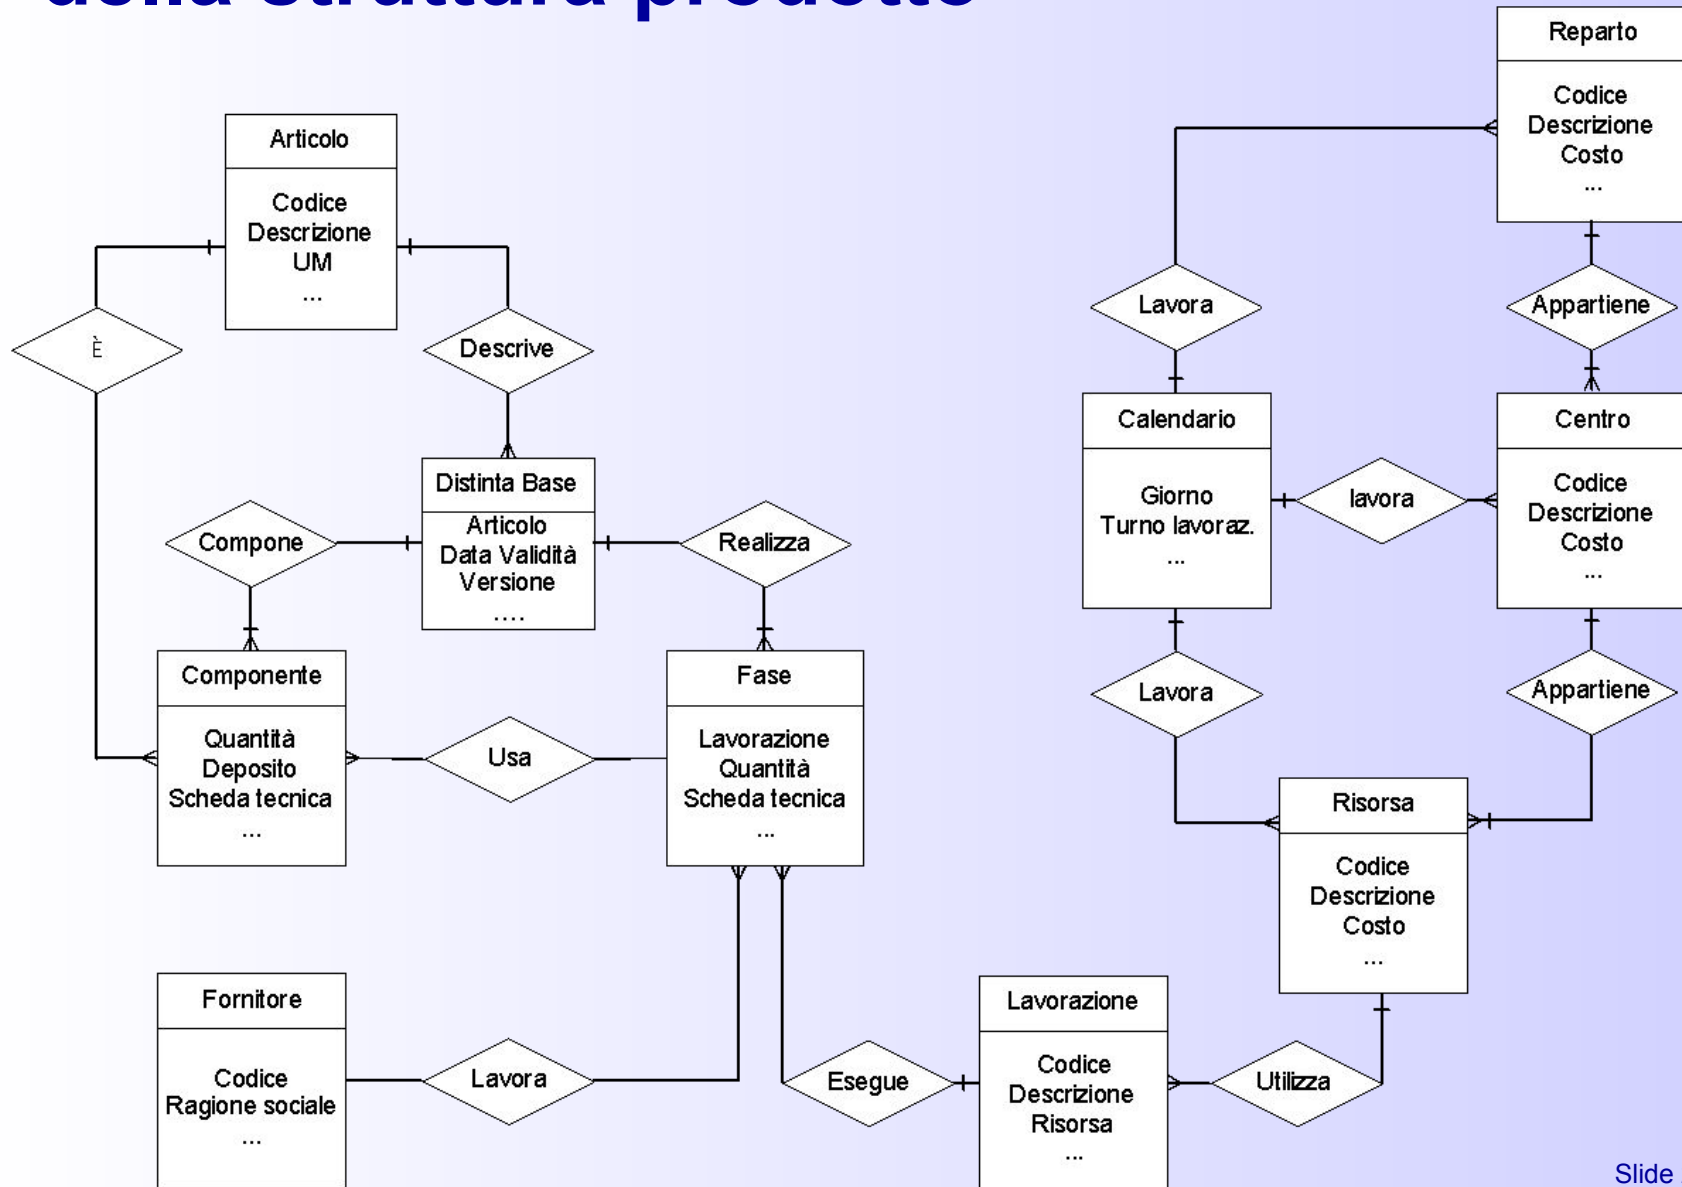 della struttura prodotto
Reparto
Codice
Descrizione
Costo
...
Articolo
Codice
Descrizione
UM
...
Lavora
Appartiene
È
Descrive
Calendario
Giorno
Turno lavoraz.
...
lavora
Centro
Codice
Descrizione
Costo
...
Distinta Base
Articolo
Data Validità
Versione
....
Compone
Realizza
Componente
Quantità
Deposito
Scheda tecnica
...
Usa
Fase
Lavorazione
Quantità
Scheda tecnica
...
Lavora
Appartiene
Risorsa
Codice
Descrizione
Costo
...
Fornitore
Codice
Ragione sociale
...
Lavora
Esegue
Lavorazione
Codice
Descrizione
Risorsa
...
Utilizza
Slide